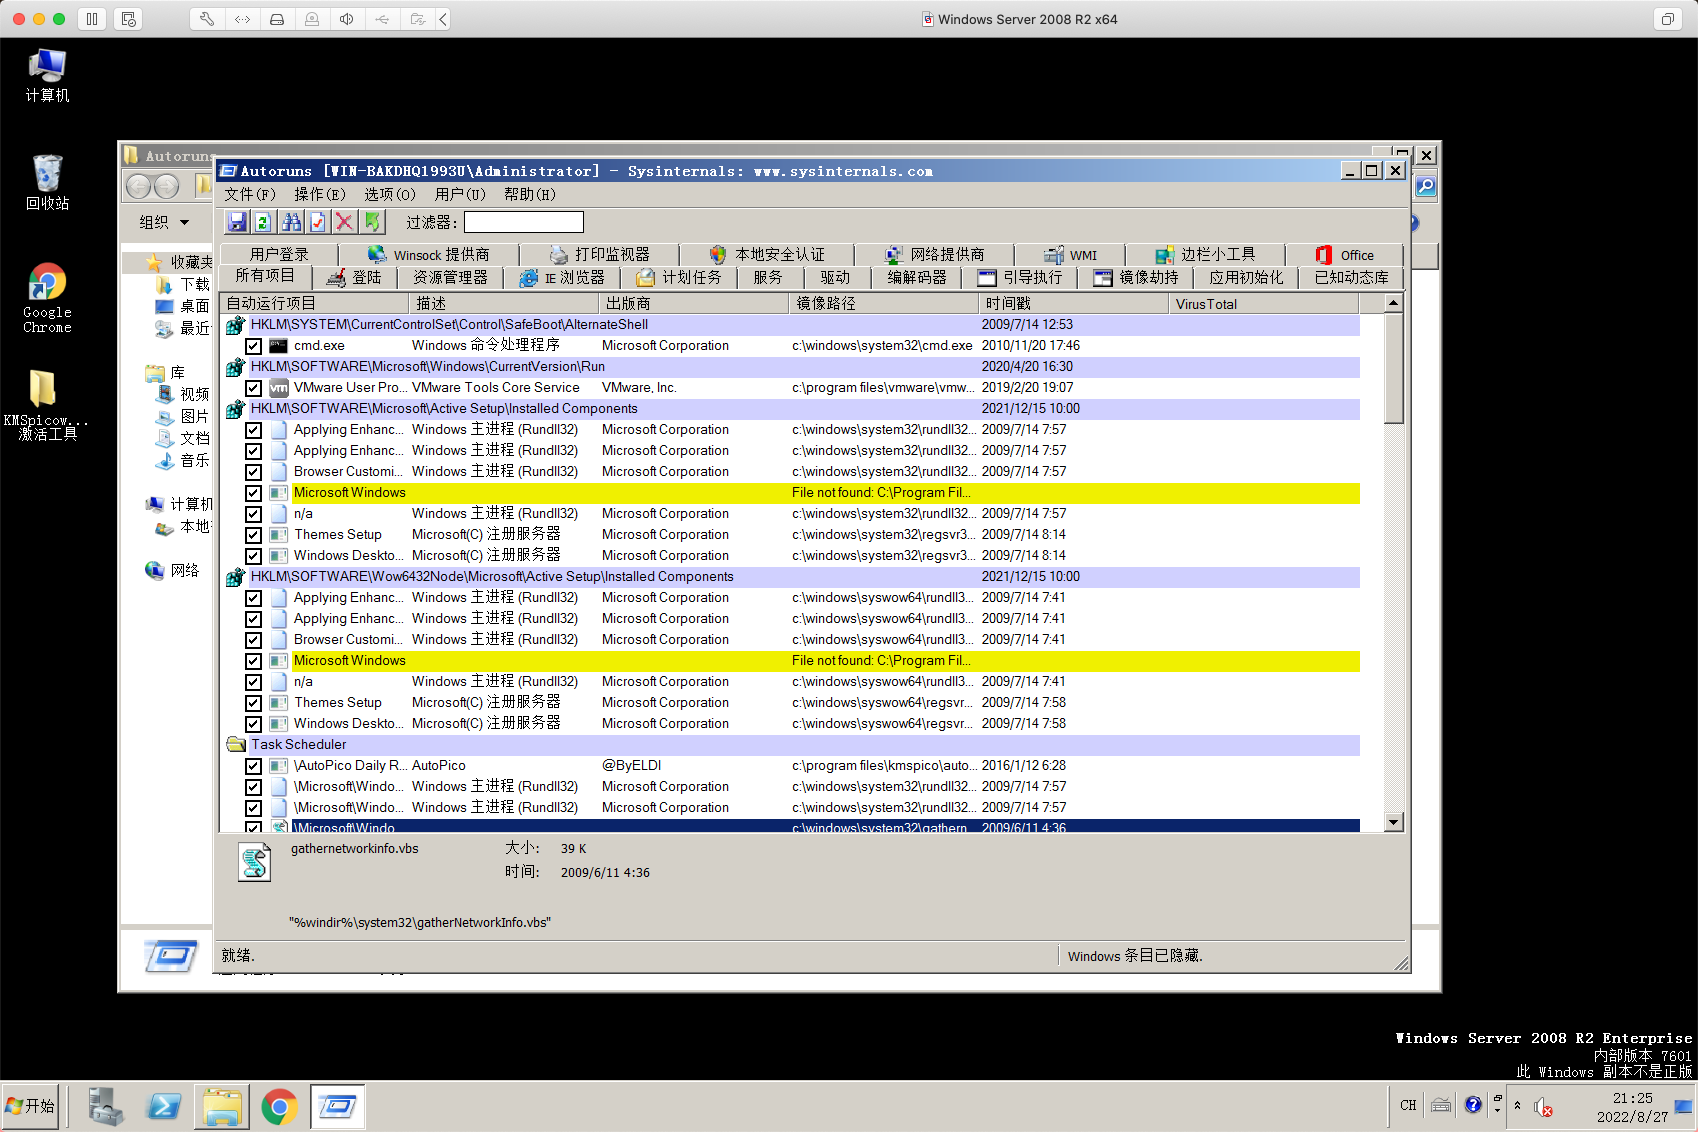 Windows Server 2008 R2 x64
计算机
回收站
Google
Chrome
KMSpicow...
激活工具
Autoruns
组织
收藏夹
下载
桌面
库
视频
图片
文档
音乐
计算机
网络
Autoruns [WIN-BAKDHQ1993U\Administrator] - Sysinternals: www.sysinternals.com
文件(F) 操作(E) 选项(O) 用户(U) 帮助(H)
过滤器:
用户登录 Winsock 提供商 打印监视器 本地安全认证 网络提供商 WMI 边栏小工具 Office
所有项目 登陆 资源管理器 IE 浏览器 计划任务 服务 驱动 编解码器 引导执行 镜像劫持 应用初始化 已知动态库
自动运行项目 描述 出版商 镜像路径 时间戳 VirusTotal
HKLM\SYSTEM\CurrentControlSet\Control\SafeBoot\AlternateShell 2009/7/14 12:53
cmd.exe Windows 命令处理程序 Microsoft Corporation c:\windows\system32\cmd.exe 2010/11/20 17:46
HKLM\SOFTWARE\Microsoft\Windows\CurrentVersion\Run 2020/4/20 16:30
VMware User Pro... VMware Tools Core Service VMware, Inc. c:\program files\vmware\vmw... 2019/2/20 19:07
HKLM\SOFTWARE\Microsoft\Active Setup\Installed Components 2021/12/15 10:00
Applying Enhanc... Windows 主进程 (Rundll32) Microsoft Corporation c:\windows\system32\rundll32... 2009/7/14 7:57
Applying Enhanc... Windows 主进程 (Rundll32) Microsoft Corporation c:\windows\system32\rundll32... 2009/7/14 7:57
Browser Customi... Windows 主进程 (Rundll32) Microsoft Corporation c:\windows\system32\rundll32... 2009/7/14 7:57
Microsoft Windows File not found: C:\Program Fil...
n/a Windows 主进程 (Rundll32) Microsoft Corporation c:\windows\system32\rundll32... 2009/7/14 7:57
Themes Setup Microsoft(C) 注册服务器 Microsoft Corporation c:\windows\system32\regsvr3... 2009/7/14 8:14
Windows Deskto... Microsoft(C) 注册服务器 Microsoft Corporation c:\windows\system32\regsvr3... 2009/7/14 8:14
HKLM\SOFTWARE\Wow6432Node\Microsoft\Active Setup\Installed Components 2021/12/15 10:00
Applying Enhanc... Windows 主进程 (Rundll32) Microsoft Corporation c:\windows\syswow64\rundll3... 2009/7/14 7:41
Applying Enhanc... Windows 主进程 (Rundll32) Microsoft Corporation c:\windows\syswow64\rundll3... 2009/7/14 7:41
Browser Customi... Windows 主进程 (Rundll32) Microsoft Corporation c:\windows\syswow64\rundll3... 2009/7/14 7:41
Microsoft Windows File not found: C:\Program Fil...
n/a Windows 主进程 (Rundll32) Microsoft Corporation c:\windows\syswow64\rundll3... 2009/7/14 7:41
Themes Setup Microsoft(C) 注册服务器 Microsoft Corporation c:\windows\syswow64\regsvr... 2009/7/14 7:58
Windows Deskto... Microsoft(C) 注册服务器 Microsoft Corporation c:\windows\syswow64\regsvr... 2009/7/14 7:58
Task Scheduler
\AutoPico Daily R... AutoPico @ByELDI c:\program files\kmspico\auto... 2016/1/12 6:28
\Microsoft\Windo... Windows 主进程 (Rundll32) Microsoft Corporation c:\windows\system32\rundll32... 2009/7/14 7:57
\Microsoft\Windo... Windows 主进程 (Rundll32) Microsoft Corporation c:\windows\system32\rundll32... 2009/7/14 7:57
\Microsoft\Windo c:\windows\system32\gathern 2009/6/11 4:36
gathernetworkinfo.vbs 大小: 39 K
时间: 2009/6/11 4:36
"%windir%\system32\gatherNetworkInfo.vbs"
就绪. Windows 条目已隐藏.
Windows Server 2008 R2 Enterprise
内部版本 7601
此 Windows 副本不是正版
开始
CH
21:25
2022/8/27